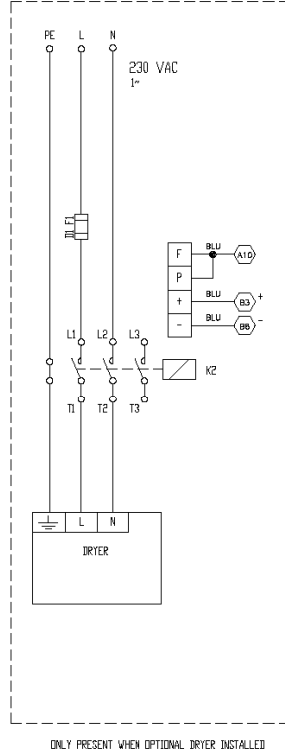 PE L N
230 VAC
1~
F1
F BLU A10
P
+ BLU B3 +
- BLU B6 -
L1 L2 L3
K2
T1 T2 T3
L N
DRYER
ONLY PRESENT WHEN OPTIONAL DRYER INSTALLED